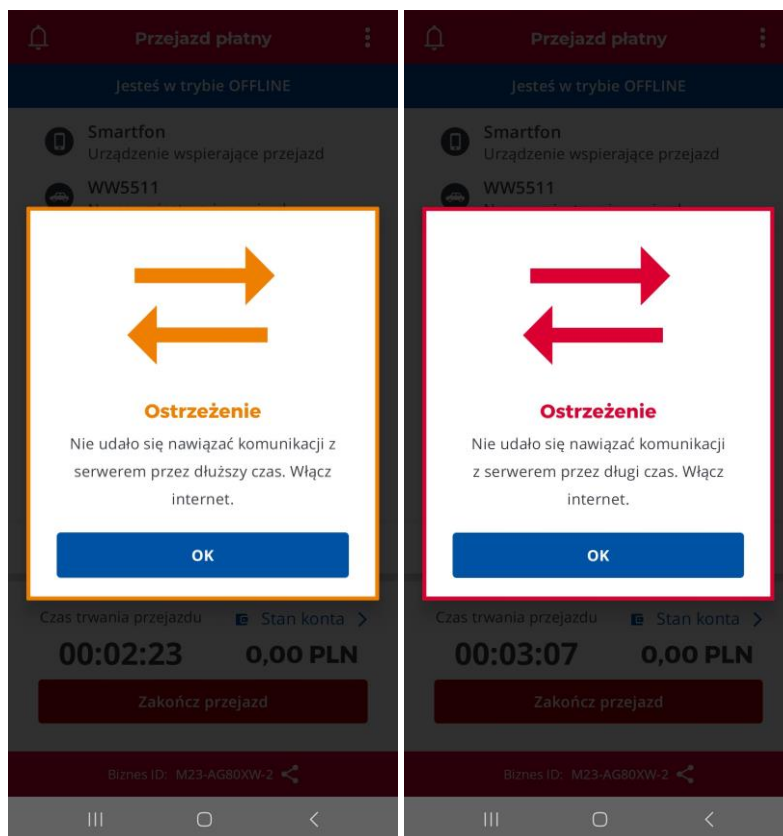 Przejazd płatny
Jesteś w trybie OFFLINE
Smartfon
Urządzenie wspierające przejazd
WW5511
Ostrzeżenie
Nie udało się nawiązać komunikacji z
serwerem przez dłuższy czas. Włącz
internet.
OK
Czas trwania przejazdu
Stan konta
00:02:23
0,00 PLN
Zakończ przejazd
Biznes ID: M23-AG80XW-2
Przejazd płatny
Jesteś w trybie OFFLINE
Smartfon
Urządzenie wspierające przejazd
WW5511
Ostrzeżenie
Nie udało się nawiązać komunikacji
z serwerem przez długi czas. Włącz
internet.
OK
Czas trwania przejazdu
Stan konta
00:03:07
0,00 PLN
Zakończ przejazd
Biznes ID: M23-AG80XW-2